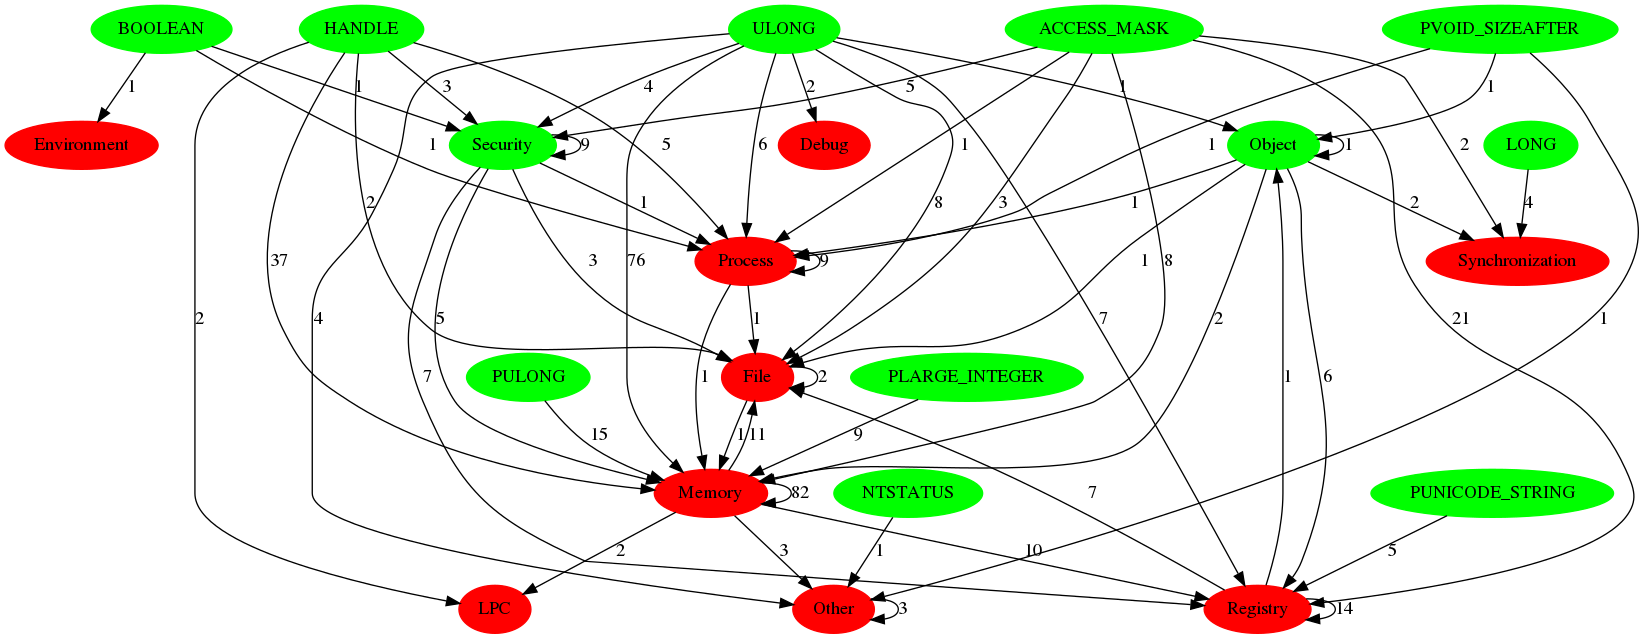 BOOLEAN HANDLE ULONG ACCESS_MASK PVOID_SIZEAFTER
1 1 3 4 2 5 1 1
Environment Security 9 Debug Object 1 LONG
1 5 6 1 1 2
2 1 8 3 1 2 4
Process 9 Synchronization
37 3 76 1 8
2 4 5 1 7 2 21 1
PULONG File 2 PLARGE_INTEGER
7 1 6
1 6
15 1 11 9
Memory 82 NTSTATUS 7 PUNICODE_STRING
2 3 1 10 5
LPC Other 3 Registry 14